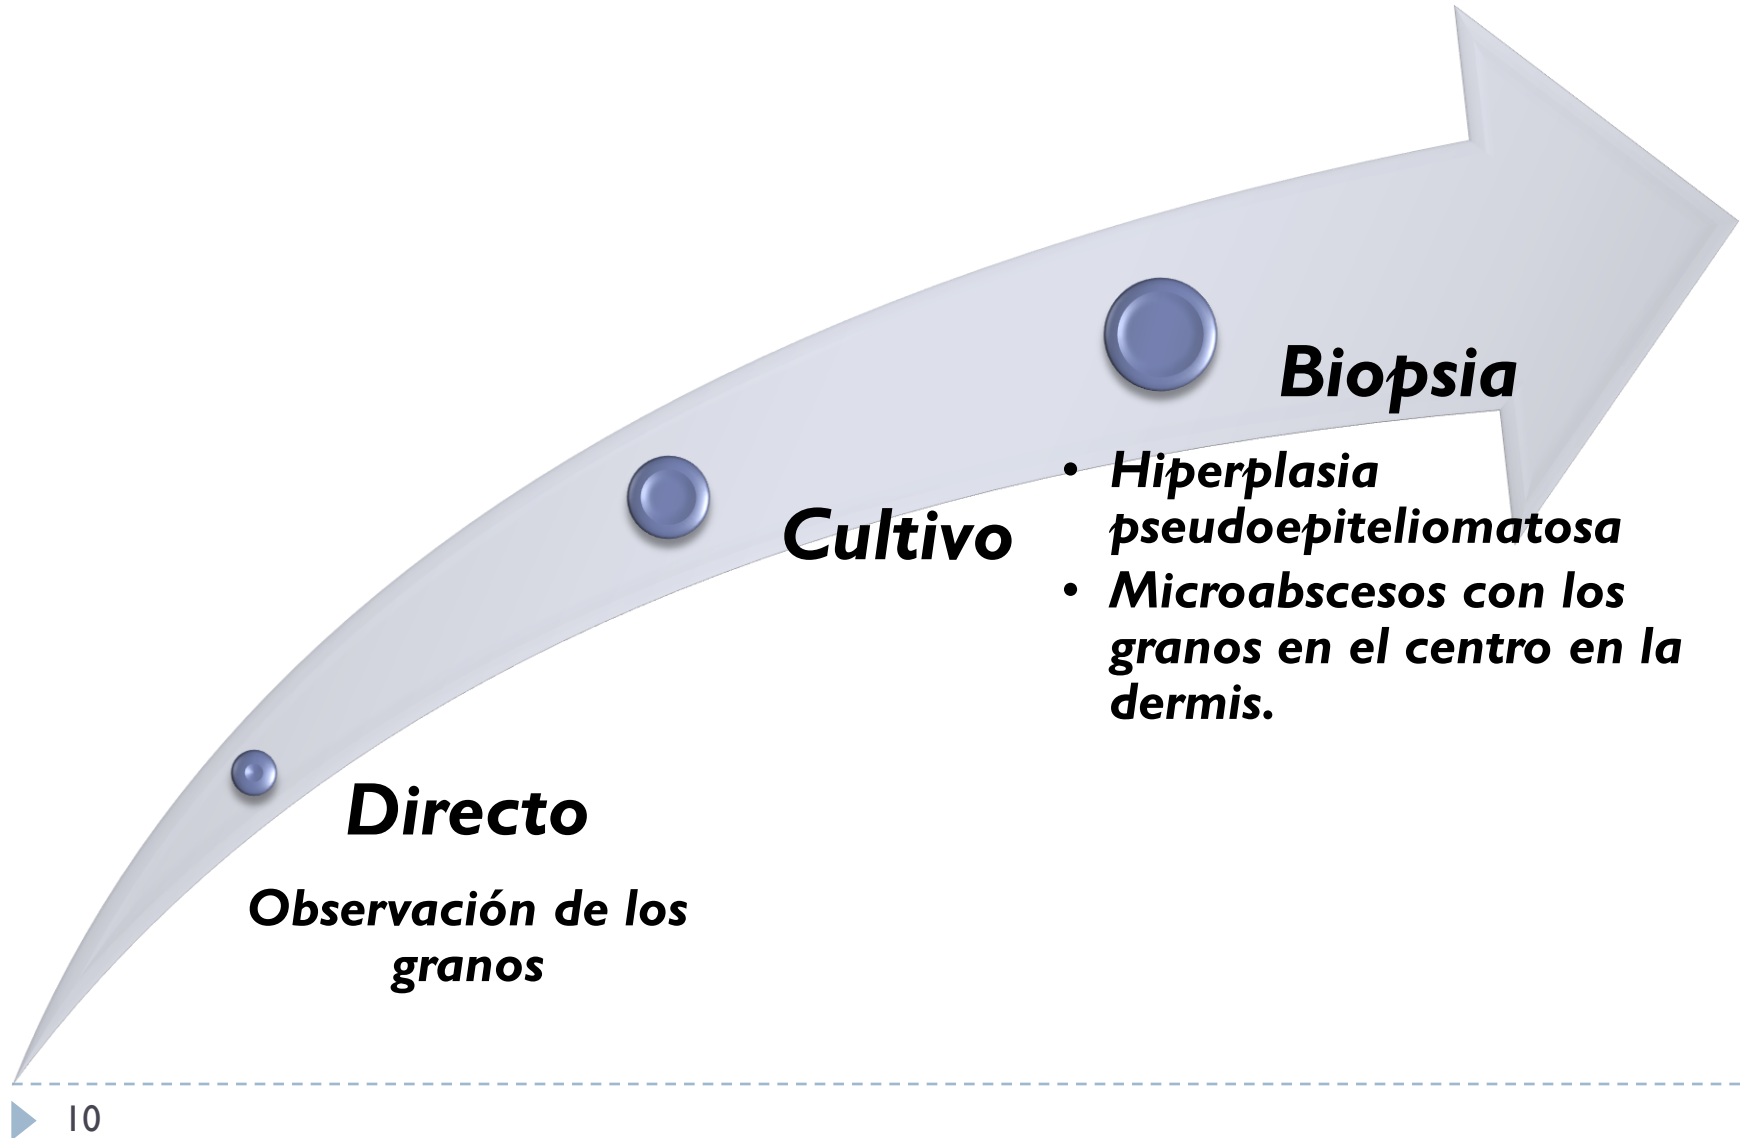 Biopsia
• Hiperplasia
pseudoepiteliomatosa
• Microabscesos con los
granos en el centro en la
dermis.
Cultivo
Directo
Observación de los
granos
10